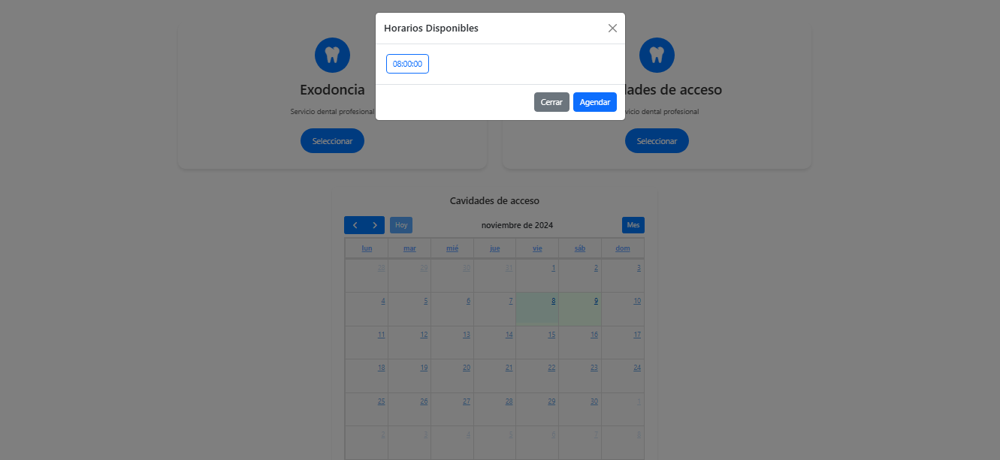 Horarios Disponibles
08:00:00
Cerrar Agendar
Exodoncia
Servicio dental profesional
Seleccionar
dades de acceso
vicio dental profesional
Seleccionar
Cavidades de acceso
Hoy noviembre de 2024 Mes
lun mar mié jue vie sáb dom
28 29 30 31 1 2 3
4 5 6 7 8 9 10
11 12 13 14 15 16 17
18 19 20 21 22 23 24
25 26 27 28 29 30 1
2 3 4 5 6 7 8